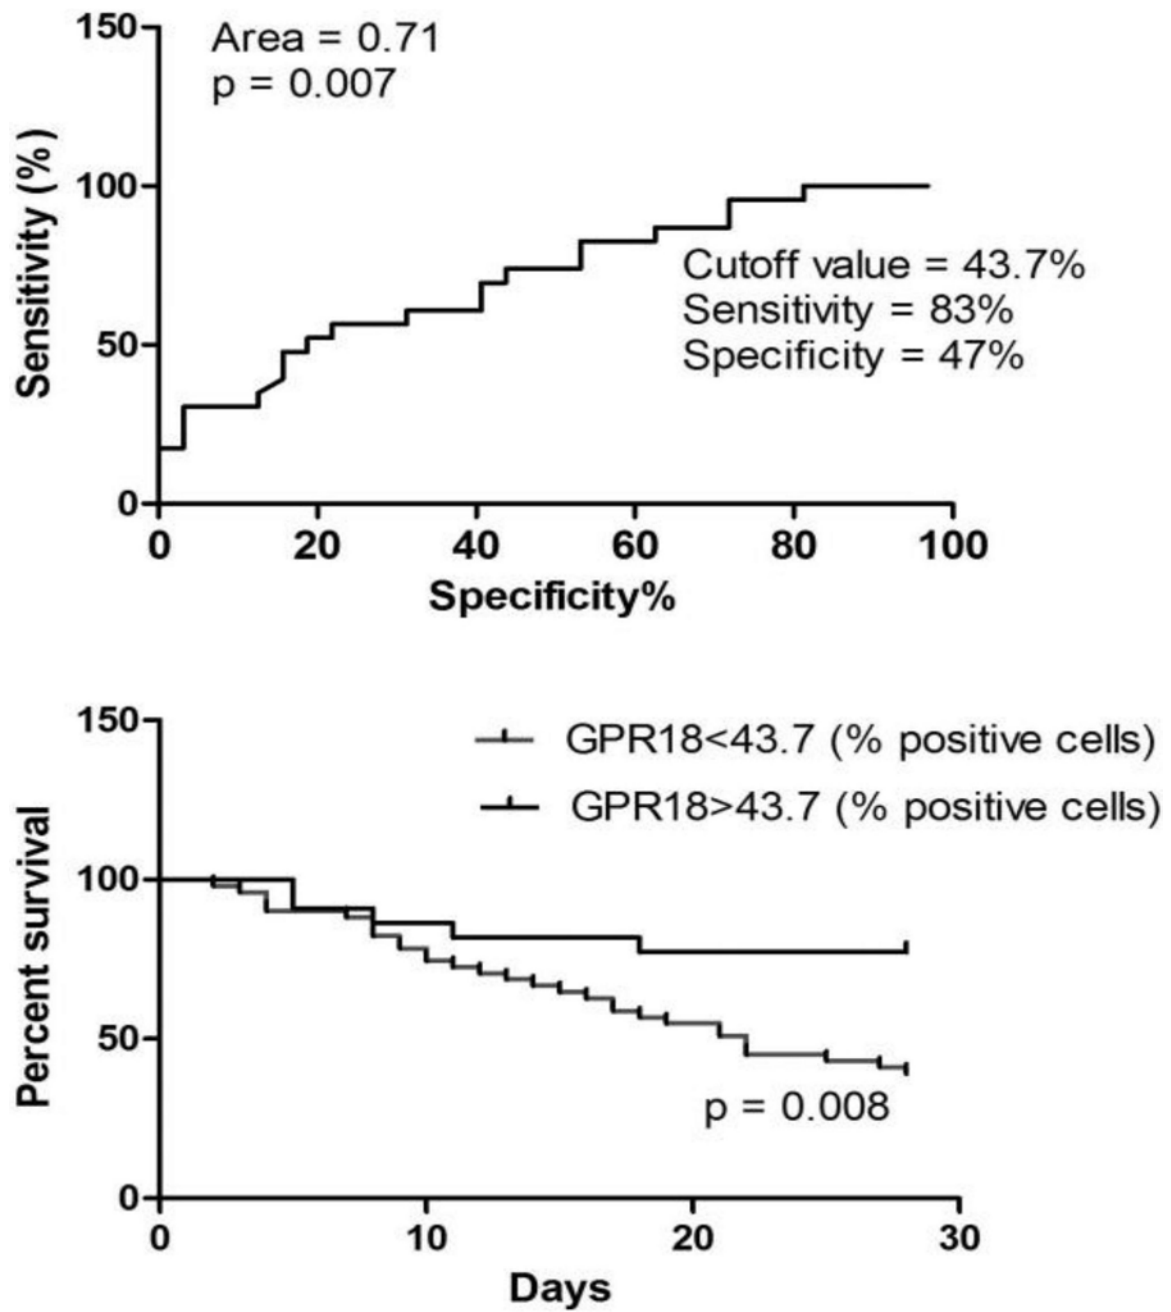 150
Area = 0.71
p = 0.007
100
Cutoff value = 43.7%
Sensitivity = 83%
Specificity = 47%
50
0
Sensitivity (%)
0 20 40 60 80 100
Specificity%
150
GPR18<43.7 (% positive cells)
GPR18>43.7 (% positive cells)
100
50
p = 0.008
0
Percent survival
0 10 20 30
Days